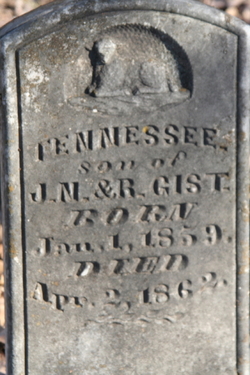 TENNESSEE,
son of
J.M. & R. GIST.
BORN
Jan. 1, 1859.
DIED
Apr. 2, 1862.